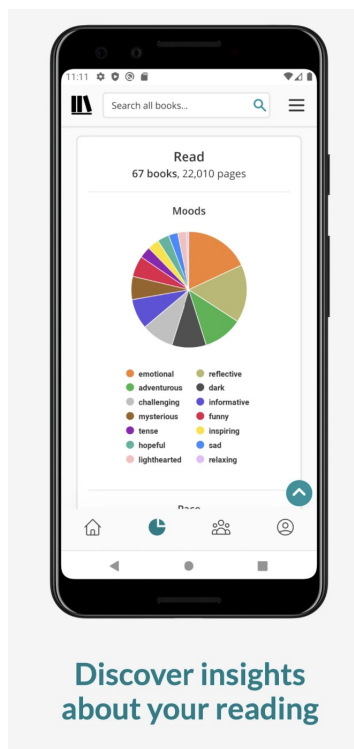 11:11
Search all books...
Read
67 books, 22,010 pages
Moods
emotional reflective
adventurous dark
challenging informative
mysterious funny
tense inspiring
hopeful sad
lighthearted relaxing
Pace
Discover insights
about your reading